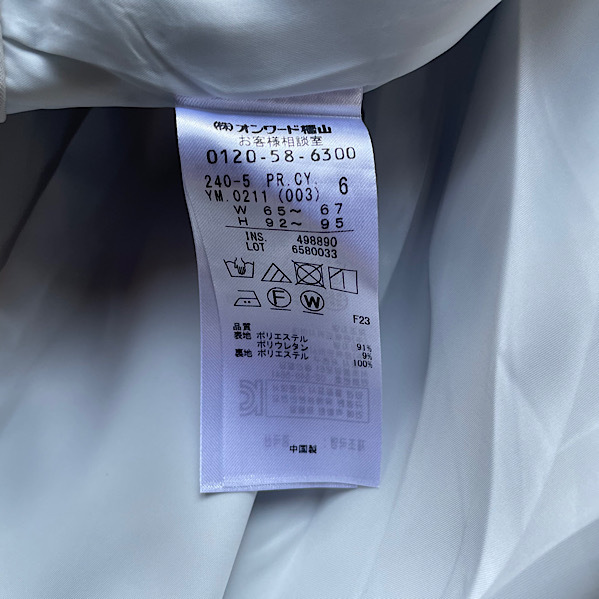 (株)オンワード樫山
お客様相談室
0120-58-6300
240-5 PR.CY. 6
YM.0211 (003)
W 65～ 67
H 92～ 95
INS. 498890
LOT 6580033
F W
F23
品質
表地 ポリエステル 91%
ポリウレタン 9%
裏地 ポリエステル 100%
中国製